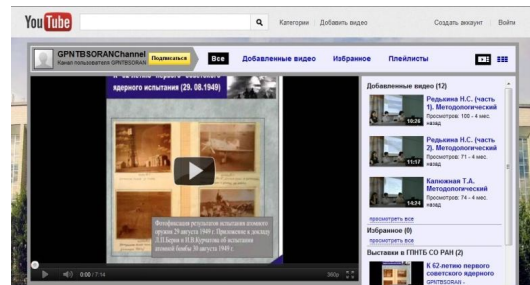 YouTube
Категории
Добавить видео
Создать аккаунт
Войти
GPNTBSORANChannel
Канал пользователя GPNTBSORAN
Подписаться
Все
Добавленные видео
Избранное
Плейлисты
К 62-летию первого советского
ядерного испытания (29. 08.1949)
Фотофиксация результатов испытания атомного
оружия 29 августа 1949 г. Приложение к докладу
Л.П.Берия и И.В.Курчатова об испытании
атомной бомбы 30 августа 1949 г.
0:00 / 7:14
360p
Добавленные видео (12)
Редькина Н.С. (часть
1). Методологический
Просмотров: 100 - 4 мес.
назад
10:26
Редькина Н.С. (часть
2). Методологический
Просмотров: 71 - 4 мес.
назад
11:17
Калюжная Т.А.
Методологический
Просмотров: 74 - 4 мес.
назад
14:24
просмотреть все
Избранное (0)
просмотреть все
Выставки в ГПНТБ СО РАН (2)
К 62-летию первого
советского ядерного
GPNTBSORAN -